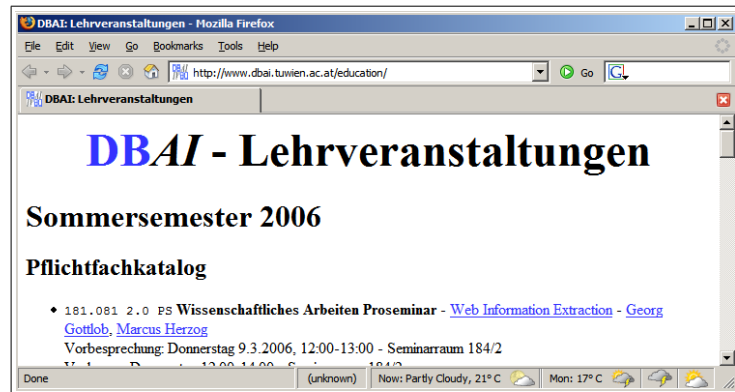 DBAI: Lehrveranstaltungen - Mozilla Firefox
File Edit View Go Bookmarks Tools Help
http://www.dbai.tuwien.ac.at/education/ Go G
DBAI: Lehrveranstaltungen
DBAI - Lehrveranstaltungen
Sommersemester 2006
Pflichtfachkatalog
181.081 2.0 PS Wissenschaftliches Arbeiten Proseminar - Web Information Extraction - Georg
Gottlob, Marcus Herzog
Vorbesprechung: Donnerstag 9.3.2006, 12:00-13:00 - Seminarraum 184/2
Done (unknown) Now: Partly Cloudy, 21° C Mon: 17° C